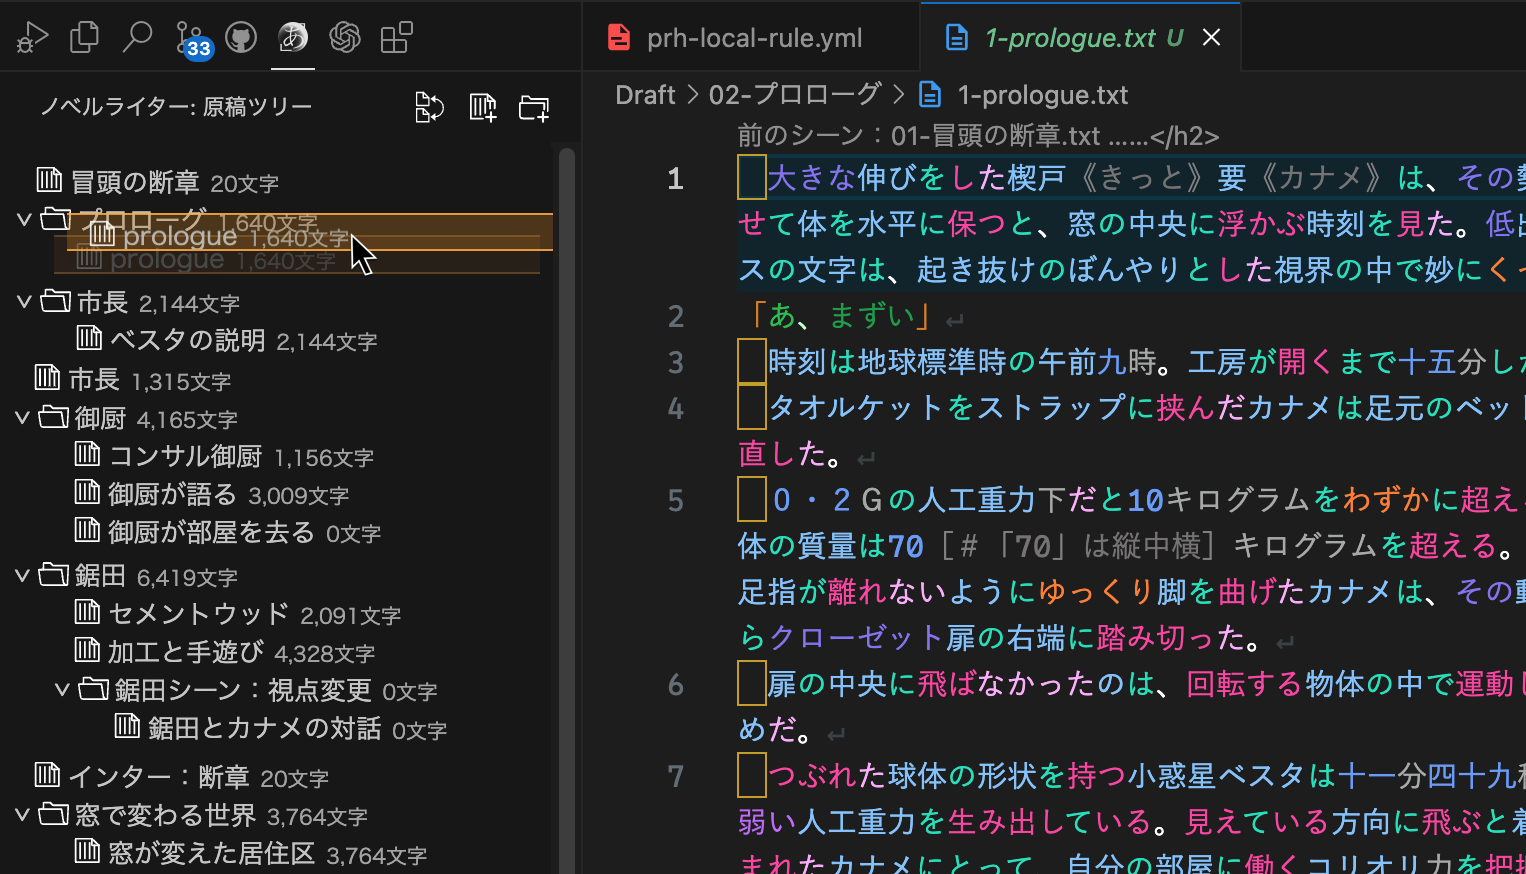 33
ノベルライター: 原稿ツリー
冒頭の断章 20文字
プロローグ 1,640文字
prologue 1,640文字
prologue 1,640文字
市長 2,144文字
ベスタの説明 2,144文字
市長 1,315文字
御厨 4,165文字
コンサル御厨 1,156文字
御厨が語る 3,009文字
御厨が部屋を去る 0文字
鋸田 6,419文字
セメントウッド 2,091文字
加工と手遊び 4,328文字
鋸田シーン：視点変更 0文字
鋸田とカナメの対話 0文字
インター：断章 20文字
窓で変わる世界 3,764文字
窓が変えた居住区 3,764文字
prh-local-rule.yml
1-prologue.txt U
Draft > 02-プロローグ > 1-prologue.txt
前のシーン：01-冒頭の断章.txt ……</h2>
1 大きな伸びをした楔戸《きっと》要《カナメ》は、その
せて体を水平に保つと、窓の中央に浮かぶ時刻を見た。低
スの文字は、起き抜けのぼんやりとした視界の中で妙にくっ
2 「あ、まずい」↵
3 時刻は地球標準時の午前九時。工房が開くまで十五分し
4 タオルケットをストラップに挟んだカナメは足元のベッ
直した。↵
5 ０・２Ｇの人工重力下だと10キログラムをわずかに超え
体の質量は70［＃「70」は縦中横］キログラムを超える。
足指が離れないようにゆっくり脚を曲げたカナメは、その
らクローゼット扉の右端に踏み切った。↵
6 扉の中央に飛ばなかったのは、回転する物体の中で運動
めだ。↵
7 つぶれた球体の形状を持つ小惑星ベスタは十一分四十九
弱い人工重力を生み出している。見えている方向に飛ぶと
まれたカナメにとって、自分の部屋に働くコリオリ力を把